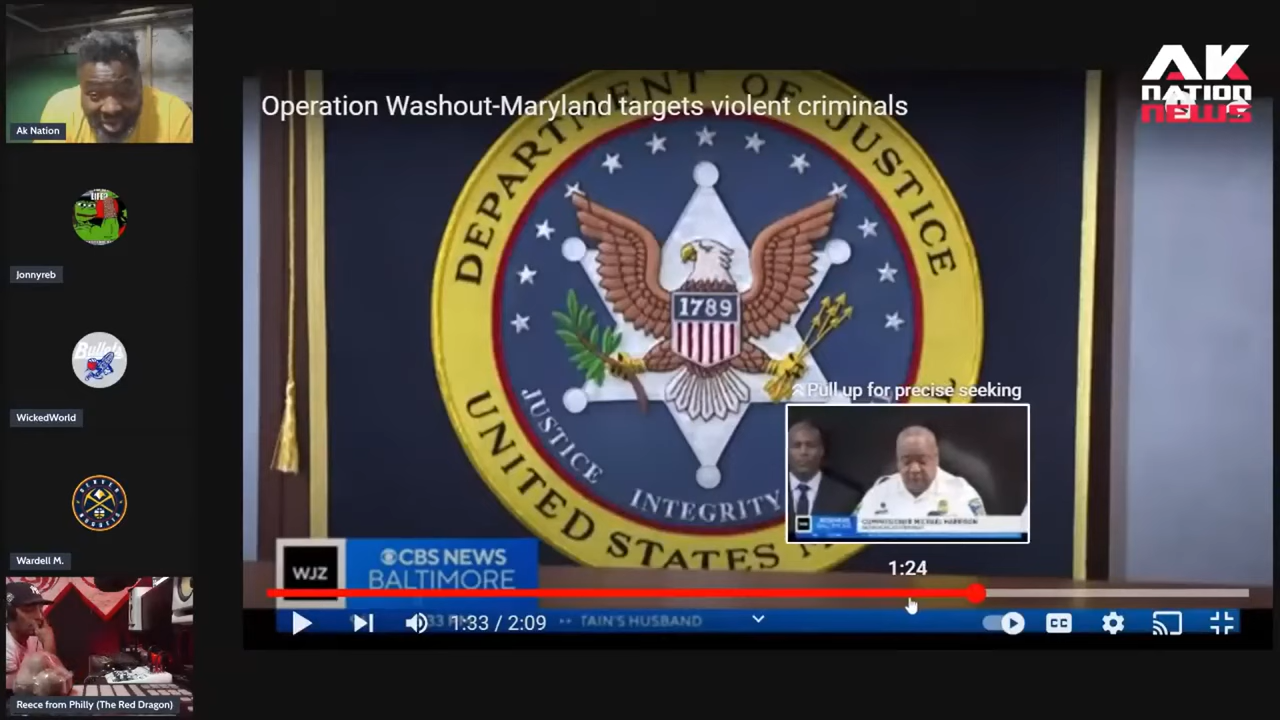 Ak Nation
Jonnyreb
WickedWorld
Wardell M.
Reece from Philly (The Red Dragon)
AK
NATION
NEWS
Operation Washout-Maryland targets violent criminals
DEPARTMENT OF JUSTICE
1789
JUSTICE
INTEGRITY
UNITED STATES
Pull up for precise seeking
COMMISSIONER MICHAEL HARRISON
1:24
WJZ
CBS NEWS
BALTIMORE
TAIN'S HUSBAND
1:33 / 2:09
CC
Bullets